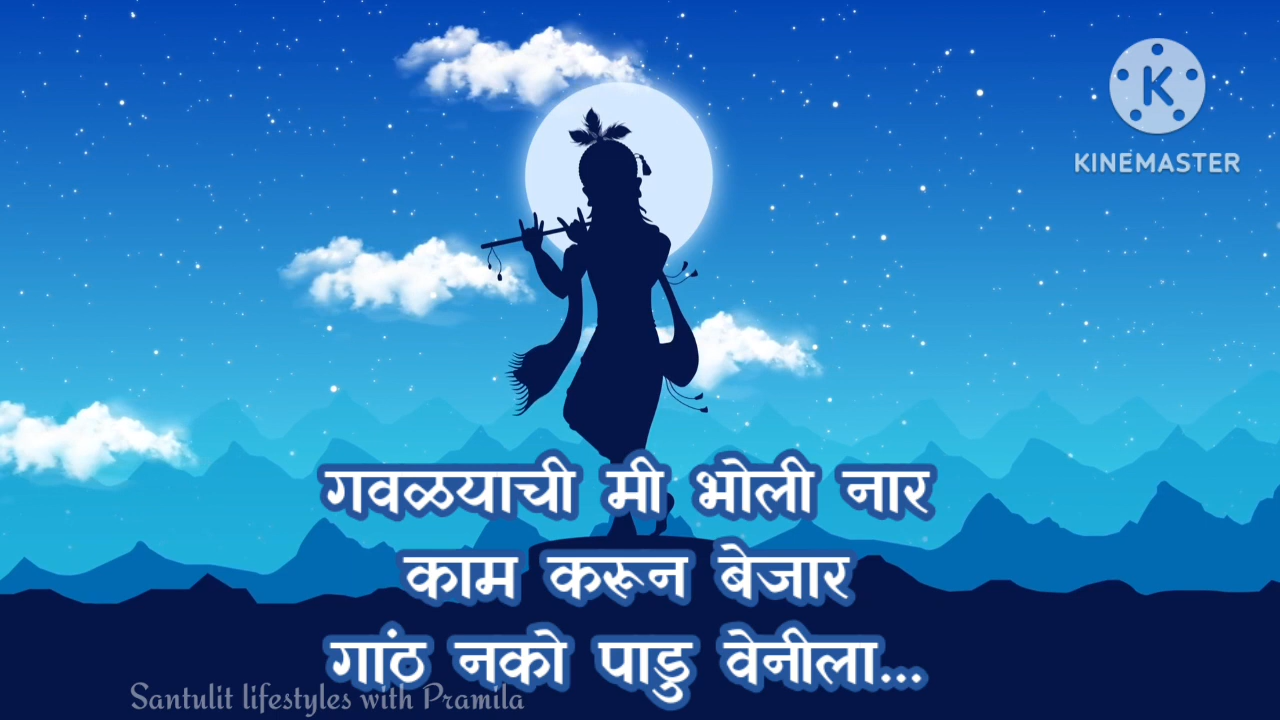 KINEMASTER
गवळयाची मी भोली नार
काम करून बेजार
गांठ नको पाडु वेनीला...
Santulit lifestyles with Pramila